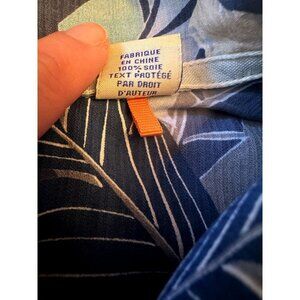 FABRIQUE
EN CHINE
100% SOIE
TEXT PROTÉGÉ
PAR DROIT
D'AUTEUR